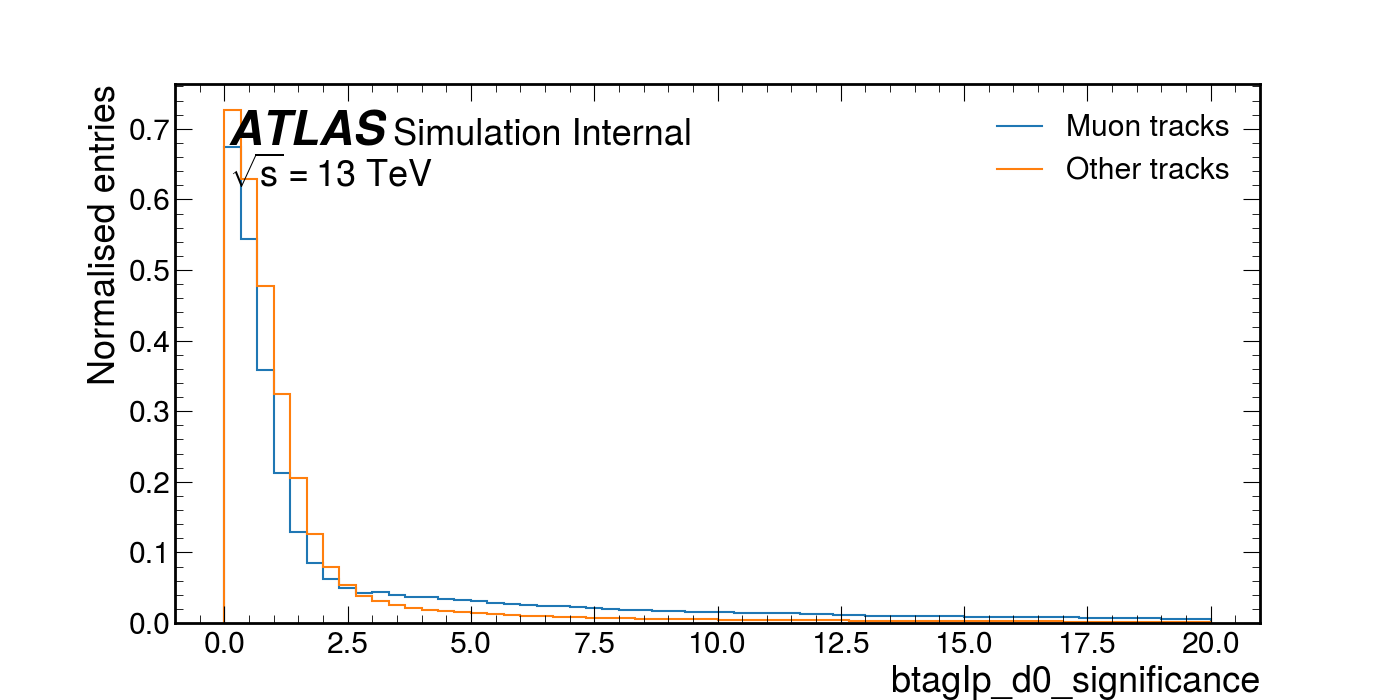 ATLAS Simulation Internal
√s = 13 TeV
Muon tracks
Other tracks
Normalised entries
0.7
0.6
0.5
0.4
0.3
0.2
0.1
0.0
0.0 2.5 5.0 7.5 10.0 12.5 15.0 17.5 20.0
btagIp_d0_significance